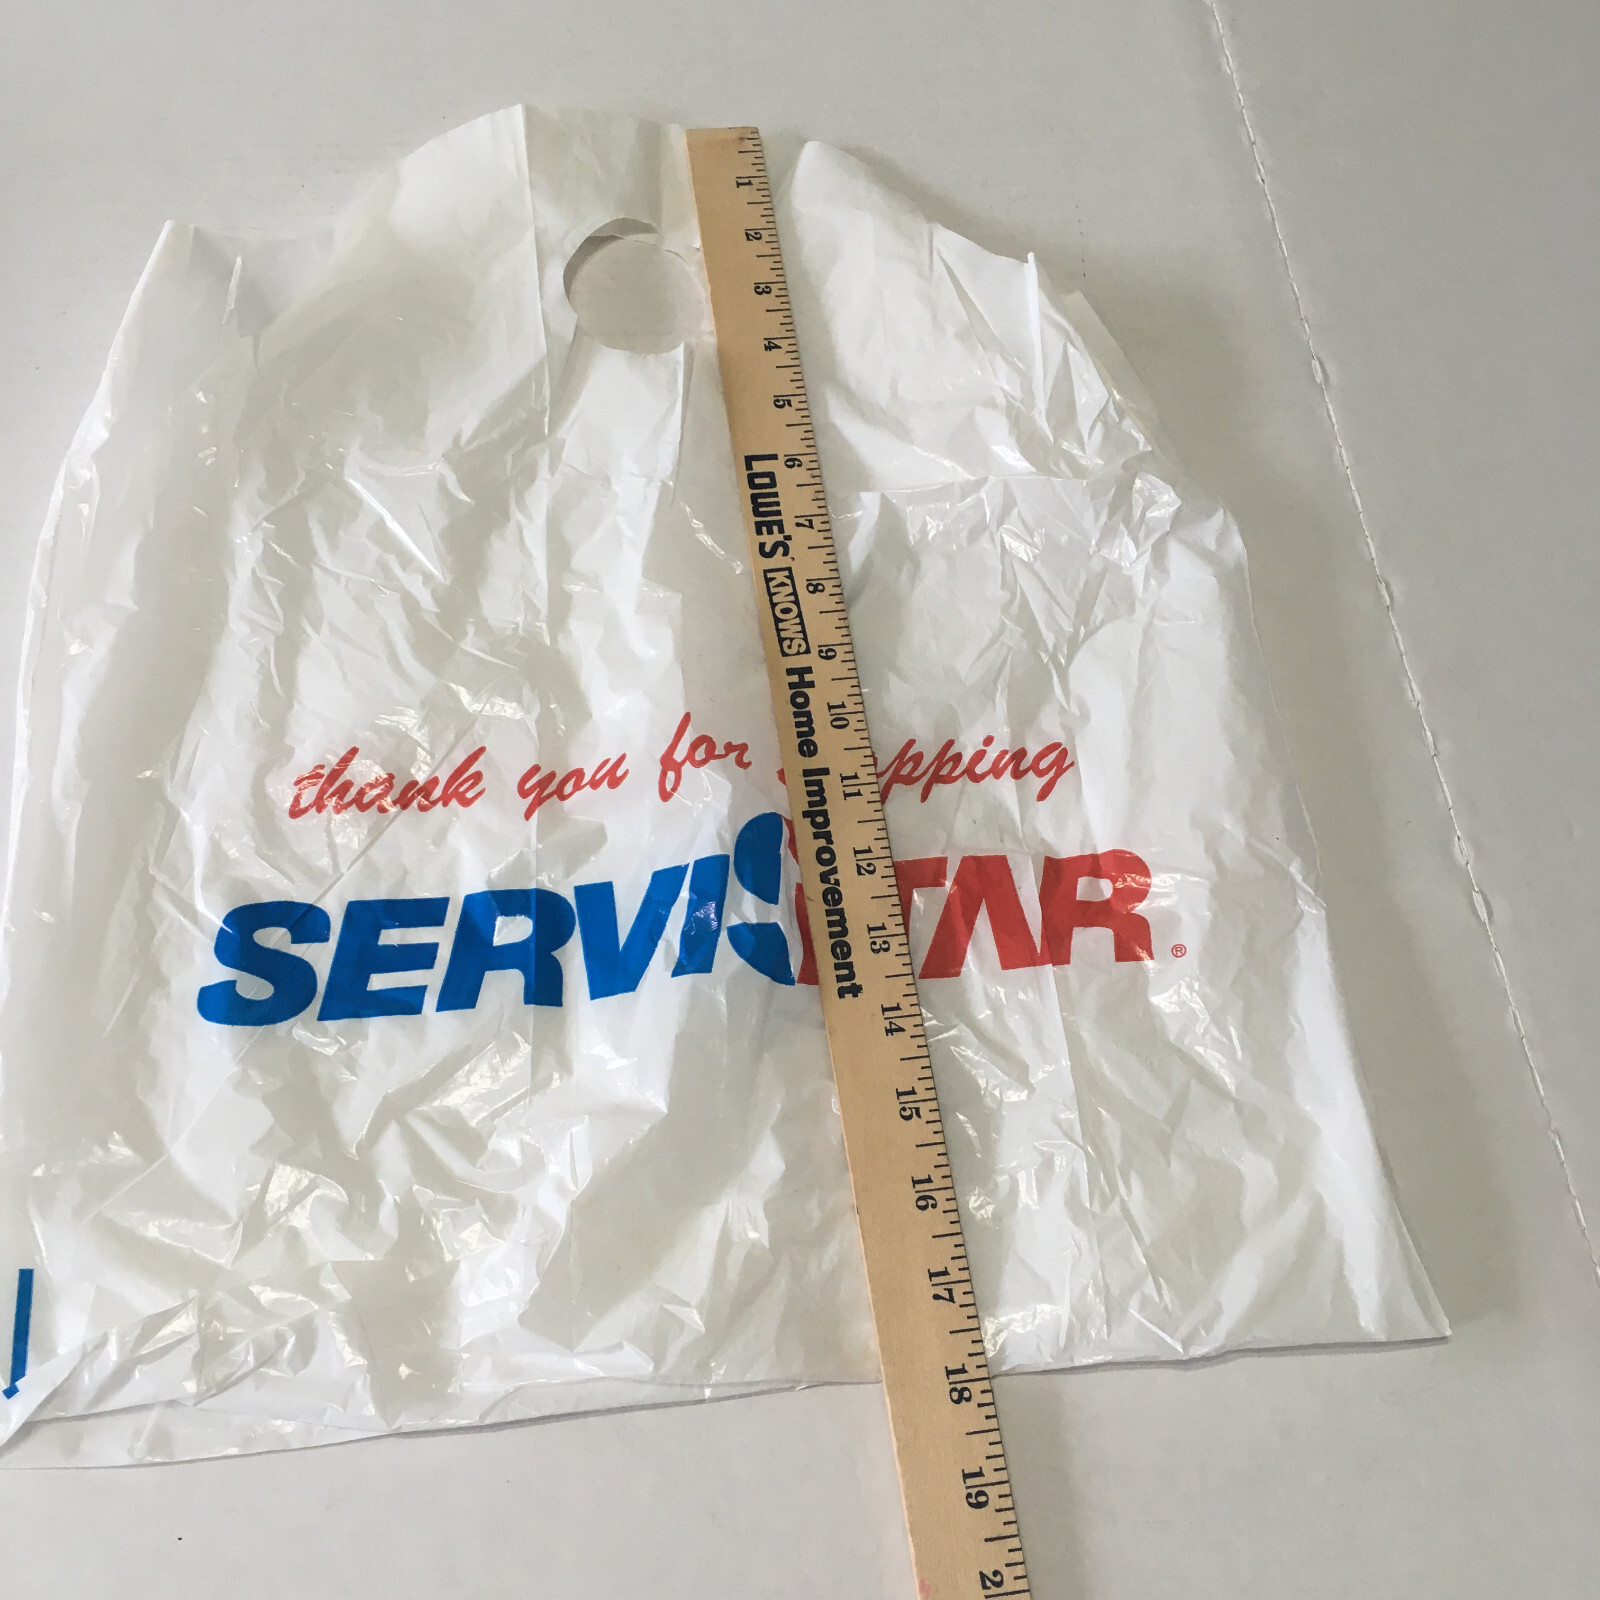 thank you for
SERVISTAR®
LOWE'S KNOWS Home Improvement
1 2 3 4 5 6 7 8 9 10 11 12 13 14 15 16 17 18 19 2